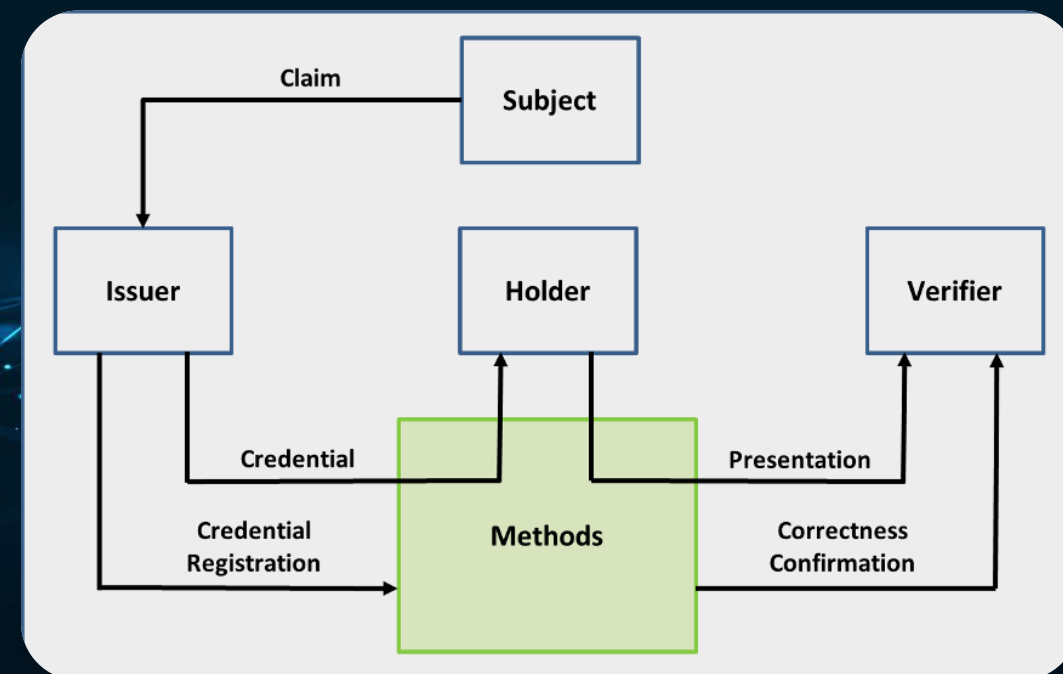 Claim
Subject
Issuer
Holder
Verifier
Credential
Presentation
Credential
Registration
Methods
Correctness
Confirmation